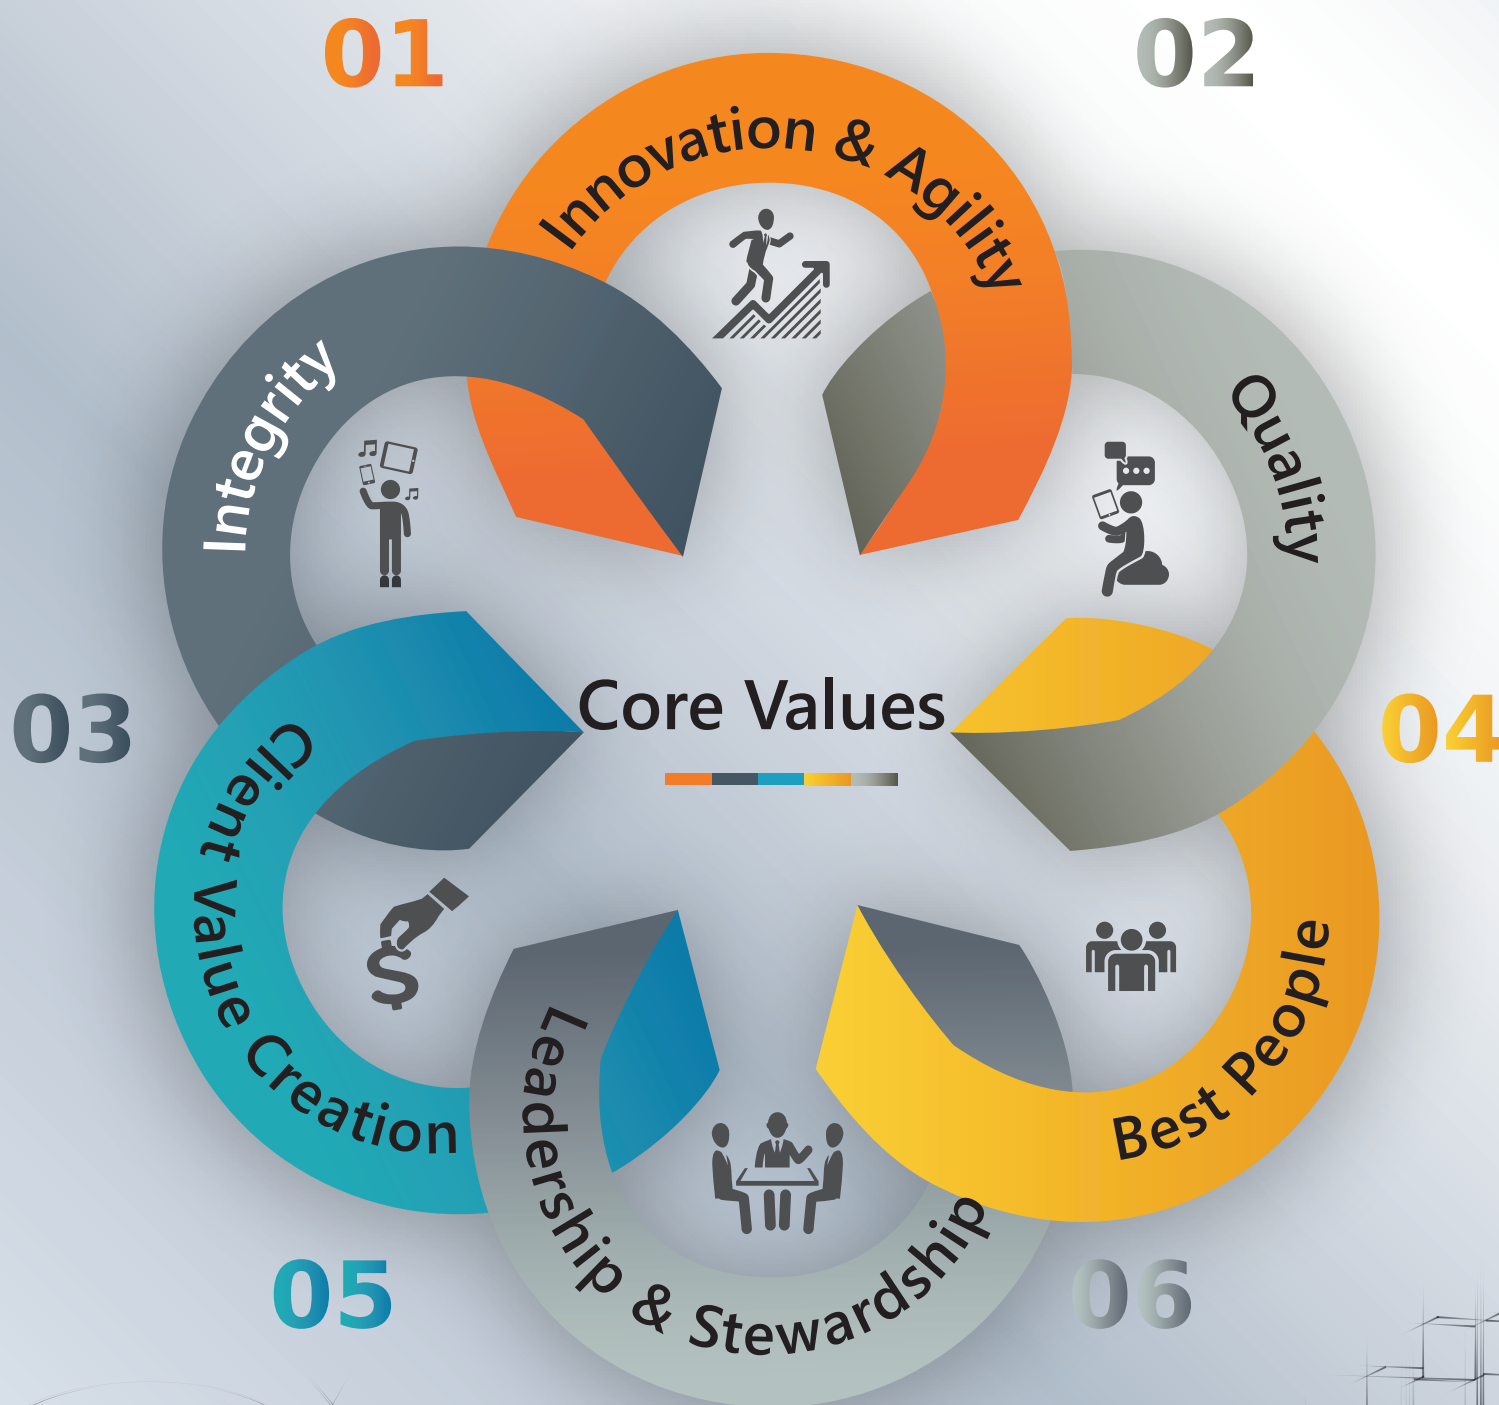 01
Innovation & Agility
02
Quality
03
Integrity
Core Values
04
Best People
05
Client Value Creation
06
Leadership & Stewardship